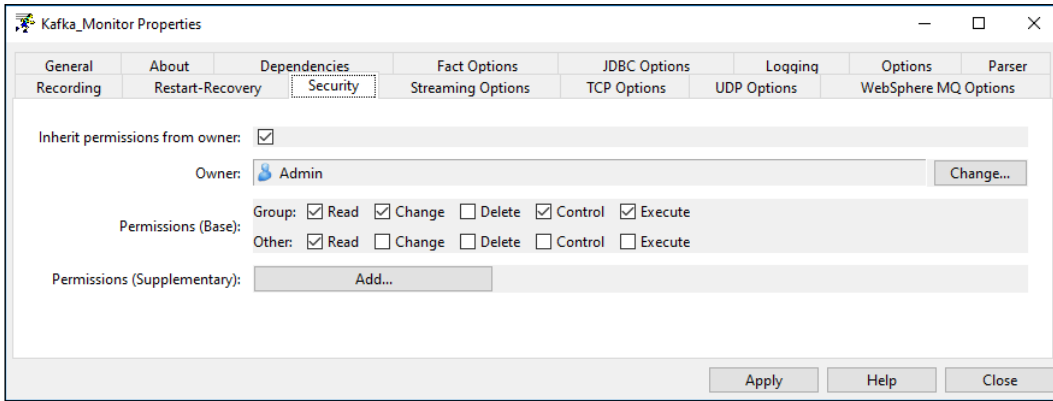 Kafka_Monitor Properties
General About Dependencies Fact Options JDBC Options Logging Options Parser
Recording Restart-Recovery Security Streaming Options TCP Options UDP Options WebSphere MQ Options
Inherit permissions from owner:
Owner: Admin Change...
Permissions (Base):
Group: Read Change Delete Control Execute
Other: Read Change Delete Control Execute
Permissions (Supplementary): Add...
Apply Help Close